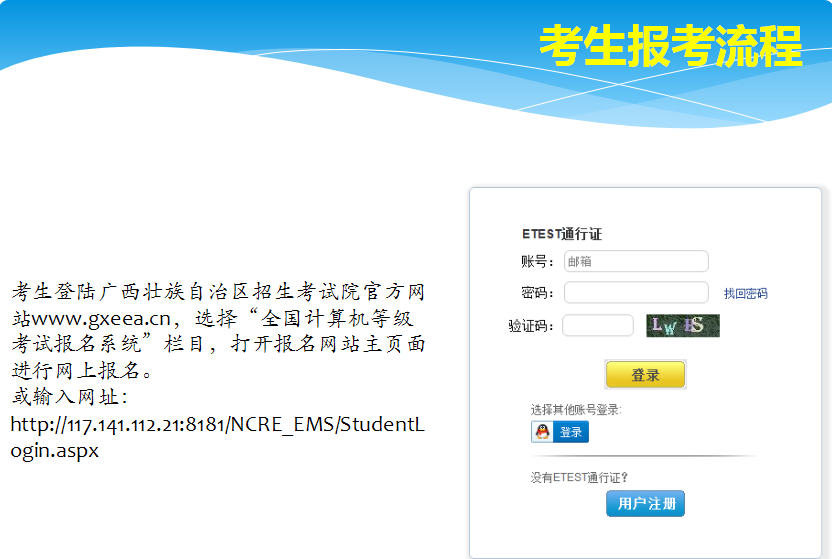 考生报考流程
考生登陆广西壮族自治区招生考试院官方网
站www.gxeea.cn，选择“全国计算机等级
考试报名系统”栏目，打开报名网站主页面
进行网上报名。
或输入网址：
http://117.141.112.21:8181/NCRE_EMS/StudentL
ogin.aspx
ETEST通行证
账号： 邮箱
密码： 找回密码
验证码： LWES
登录
选择其他账号登录:
登录
没有ETEST通行证？
用户注册